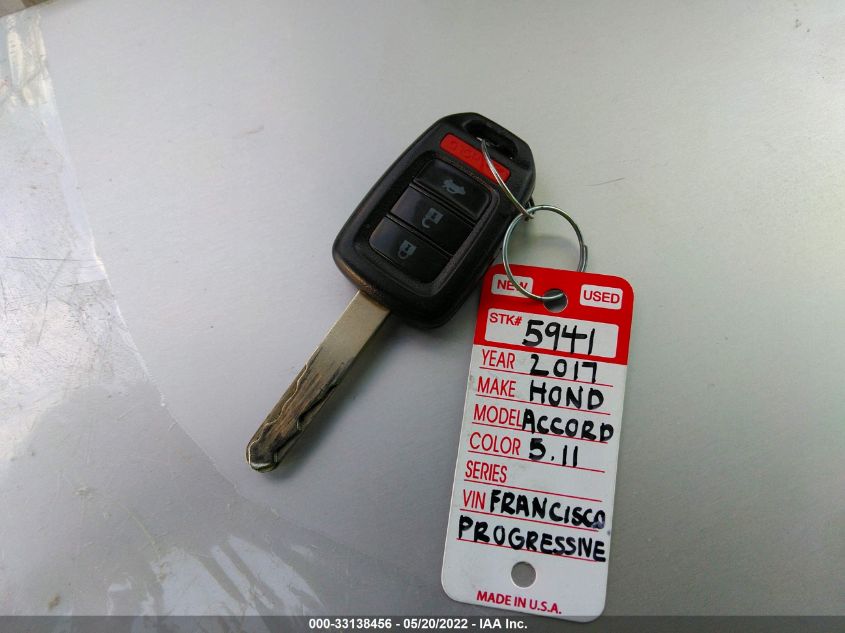 NEW USED
STK# 5941
YEAR 2017
MAKE HOND
MODEL ACCORD
COLOR 5.11
SERIES
VIN FRANCISCO
PROGRESSIVE
MADE IN U.S.A.
000-33138456 - 05/20/2022 - IAA Inc.